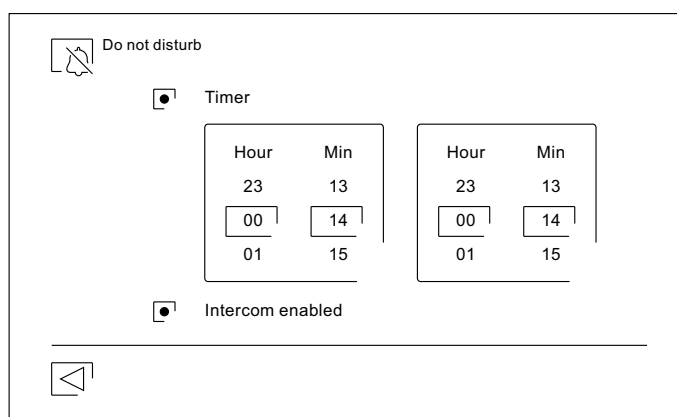 Do not disturb
Timer
Hour Min Hour Min
23 13 23 13
00 14 00 14
01 15 01 15
Intercom enabled